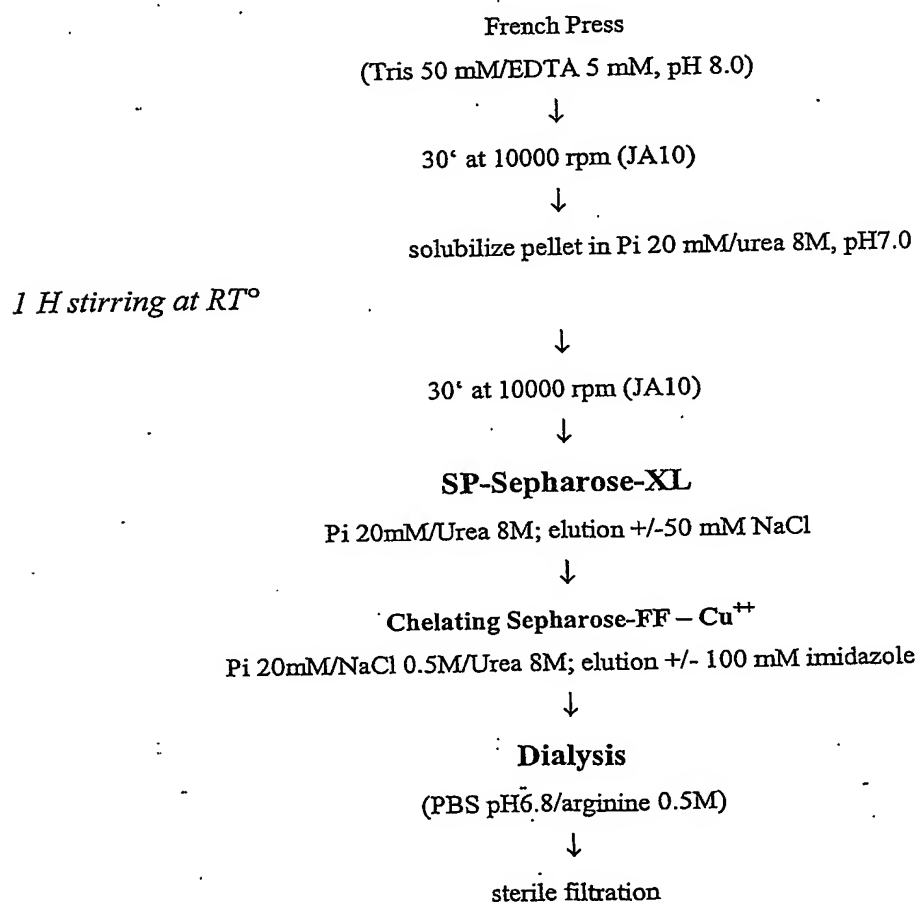 French Press
(Tris 50 mM/EDTA 5 mM, pH 8.0)
↓
30‘ at 10000 rpm (JA10)
↓
solubilize pellet in Pi 20 mM/urea 8M, pH7.0
1 H stirring at RT°
↓
30‘ at 10000 rpm (JA10)
↓
SP-Sepharose-XL
Pi 20mM/Urea 8M; elution +/-50 mM NaCl
↓
Chelating Sepharose-FF – Cu⁺⁺
Pi 20mM/NaCl 0.5M/Urea 8M; elution +/- 100 mM imidazole
↓
Dialysis
(PBS pH6.8/arginine 0.5M)
↓
sterile filtration